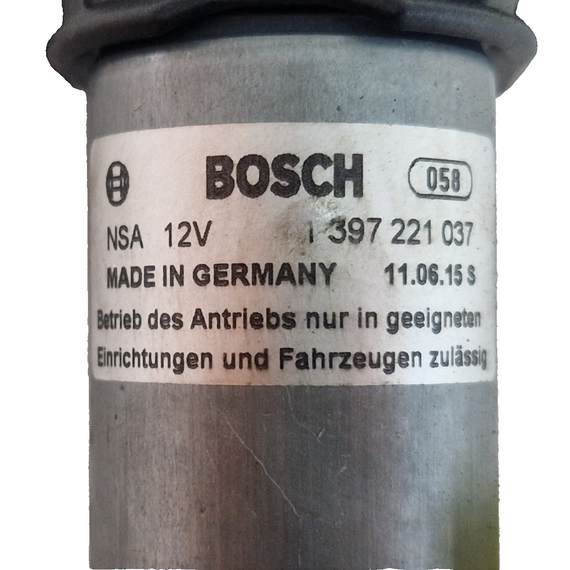 BOSCH 058
NSA 12V 1 397 221 037
MADE IN GERMANY 11.06.15 S
Betrieb des Antriebs nur in geeigneten
Einrichtungen und Fahrzeugen zulässig